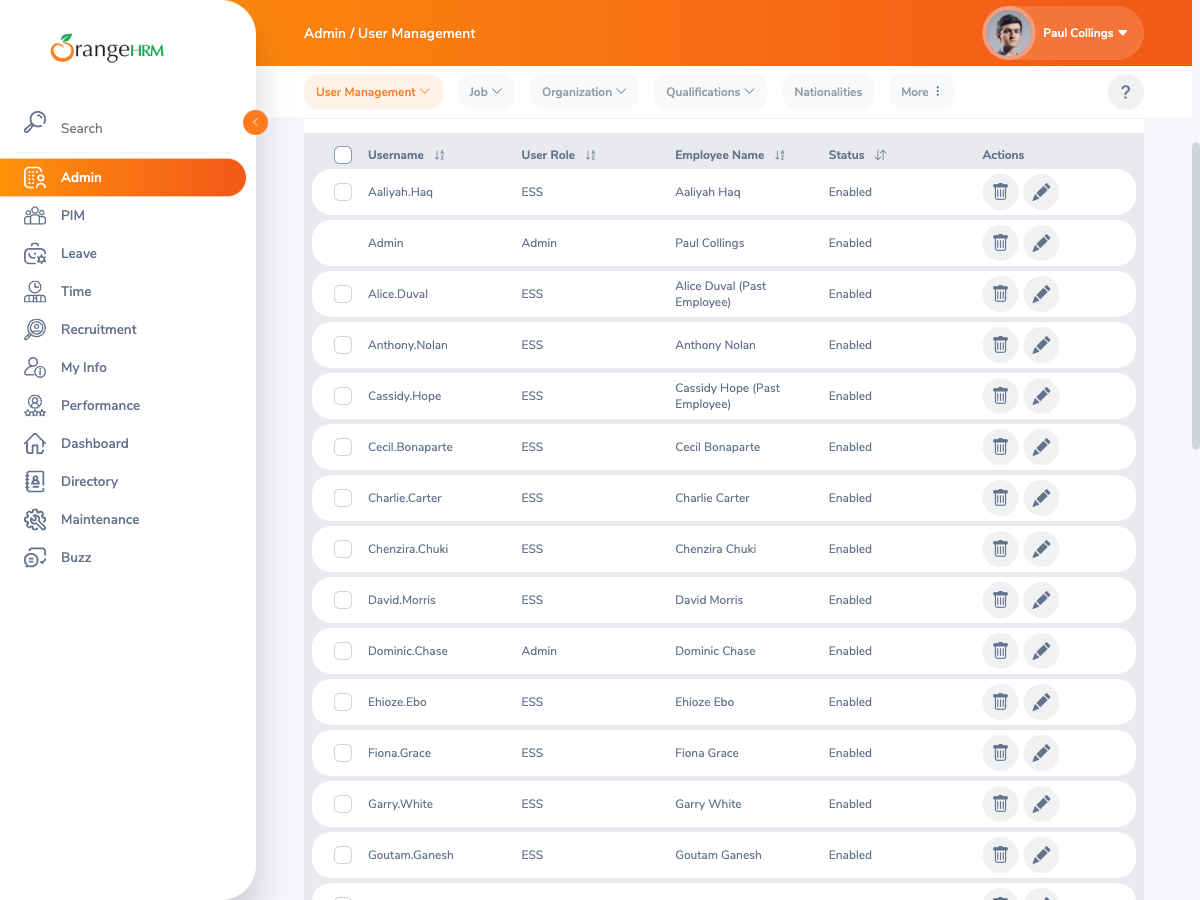 OrangeHRM
Admin / User Management
Paul Collings
User Management
Job
Organization
Qualifications
Nationalities
More
?
Search
Admin
PIM
Leave
Time
Recruitment
My Info
Performance
Dashboard
Directory
Maintenance
Buzz
Username User Role Employee Name Status Actions
Aaliyah.Haq ESS Aaliyah Haq Enabled
Admin Admin Paul Collings Enabled
Alice.Duval ESS Alice Duval (Past Employee) Enabled
Anthony.Nolan ESS Anthony Nolan Enabled
Cassidy.Hope ESS Cassidy Hope (Past Employee) Enabled
Cecil.Bonaparte ESS Cecil Bonaparte Enabled
Charlie.Carter ESS Charlie Carter Enabled
Chenzira.Chuki ESS Chenzira Chuki Enabled
David.Morris ESS David Morris Enabled
Dominic.Chase Admin Dominic Chase Enabled
Ehioze.Ebo ESS Ehioze Ebo Enabled
Fiona.Grace ESS Fiona Grace Enabled
Garry.White ESS Garry White Enabled
Goutam.Ganesh ESS Goutam Ganesh Enabled